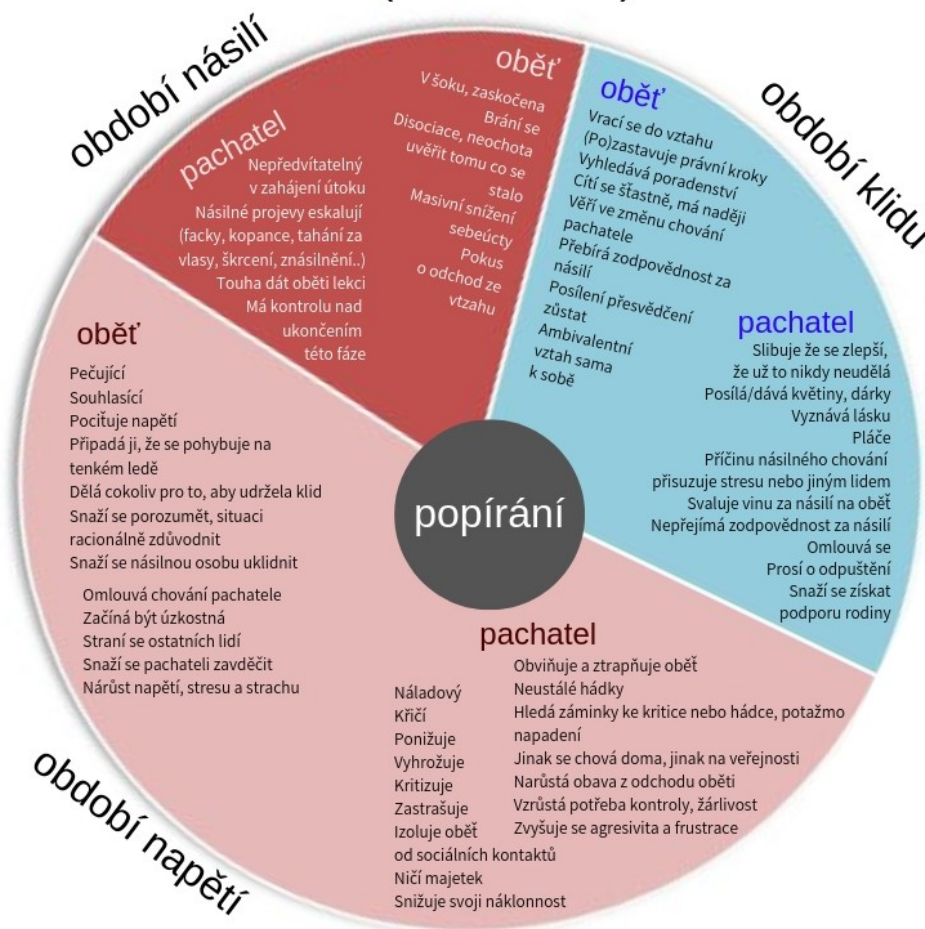 období násilí
pachatel
Nepředvítatelný
v zahájení útoku
Násilné projevy eskalují
(facky, kopance, tahání za
vlasy, škrcení, znásilnění..)
Touha dát oběti lekci
Má kontrolu nad
ukončením
této fáze
oběť
V šoku, zaskočena
Brání se
Disociace, neochota
uvěřit tomu co se
stalo
Masivní snížení
sebeúcty
Pokus
o odchod ze
vztahu
období klidu
oběť
Vrací se do vztahu
(Po)zastavuje právní kroky
Vyhledává poradenství
Cítí se šťastně, má naději
Věří ve změnu chování
pachatele
Přebírá zodpovědnost za
násilí
Posílení přesvědčení
zůstat
Ambivalentní
vztah sama
k sobě
pachatel
Slibuje že se zlepší,
že už to nikdy neudělá
Posílá/dává květiny, dárky
Vyznává lásku
Pláče
Příčinu násilného chování
přisuzuje stresu nebo jiným lidem
Svaluje vinu za násilí na oběť
Nepřejímá zodpovědnost za násilí
Omlouvá se
Prosí o odpuštění
Snaží se získat
podporu rodiny
popírání
období napětí
oběť
Pečující
Souhlasící
Pociťuje napětí
Připadá ji, že se pohybuje na
tenkém ledě
Dělá cokoliv pro to, aby udržela klid
Snaží se porozumět, situaci
racionálně zdůvodnit
Snaží se násilnou osobu uklidnit
Omlouvá chování pachatele
Začíná být úzkostná
Straní se ostatních lidí
Snaží se pachateli zavděčit
Nárůst napětí, stresu a strachu
pachatel
Náladový
Křičí
Ponižuje
Vyhrožuje
Kritizuje
Zastrašuje
Izoluje oběť
od sociálních kontaktů
Ničí majetek
Snižuje svoji náklonnost
Obviňuje a ztrapňuje oběť
Neustálé hádky
Hledá záminky ke kritice nebo hádce, potažmo
napadení
Jinak se chová doma, jinak na veřejnosti
Narůstá obava z odchodu oběti
Vzrůstá potřeba kontroly, žárlivost
Zvyšuje se agresivita a frustrace